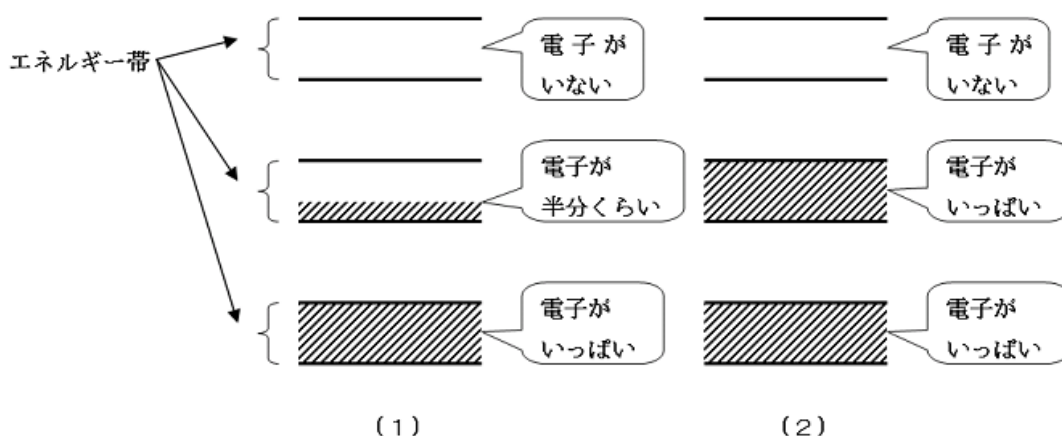 エネルギー帯
電子が
いない
電子が
半分くらい
電子が
いっぱい
(1)
電子が
いない
電子が
いっぱい
電子が
いっぱい
(2)